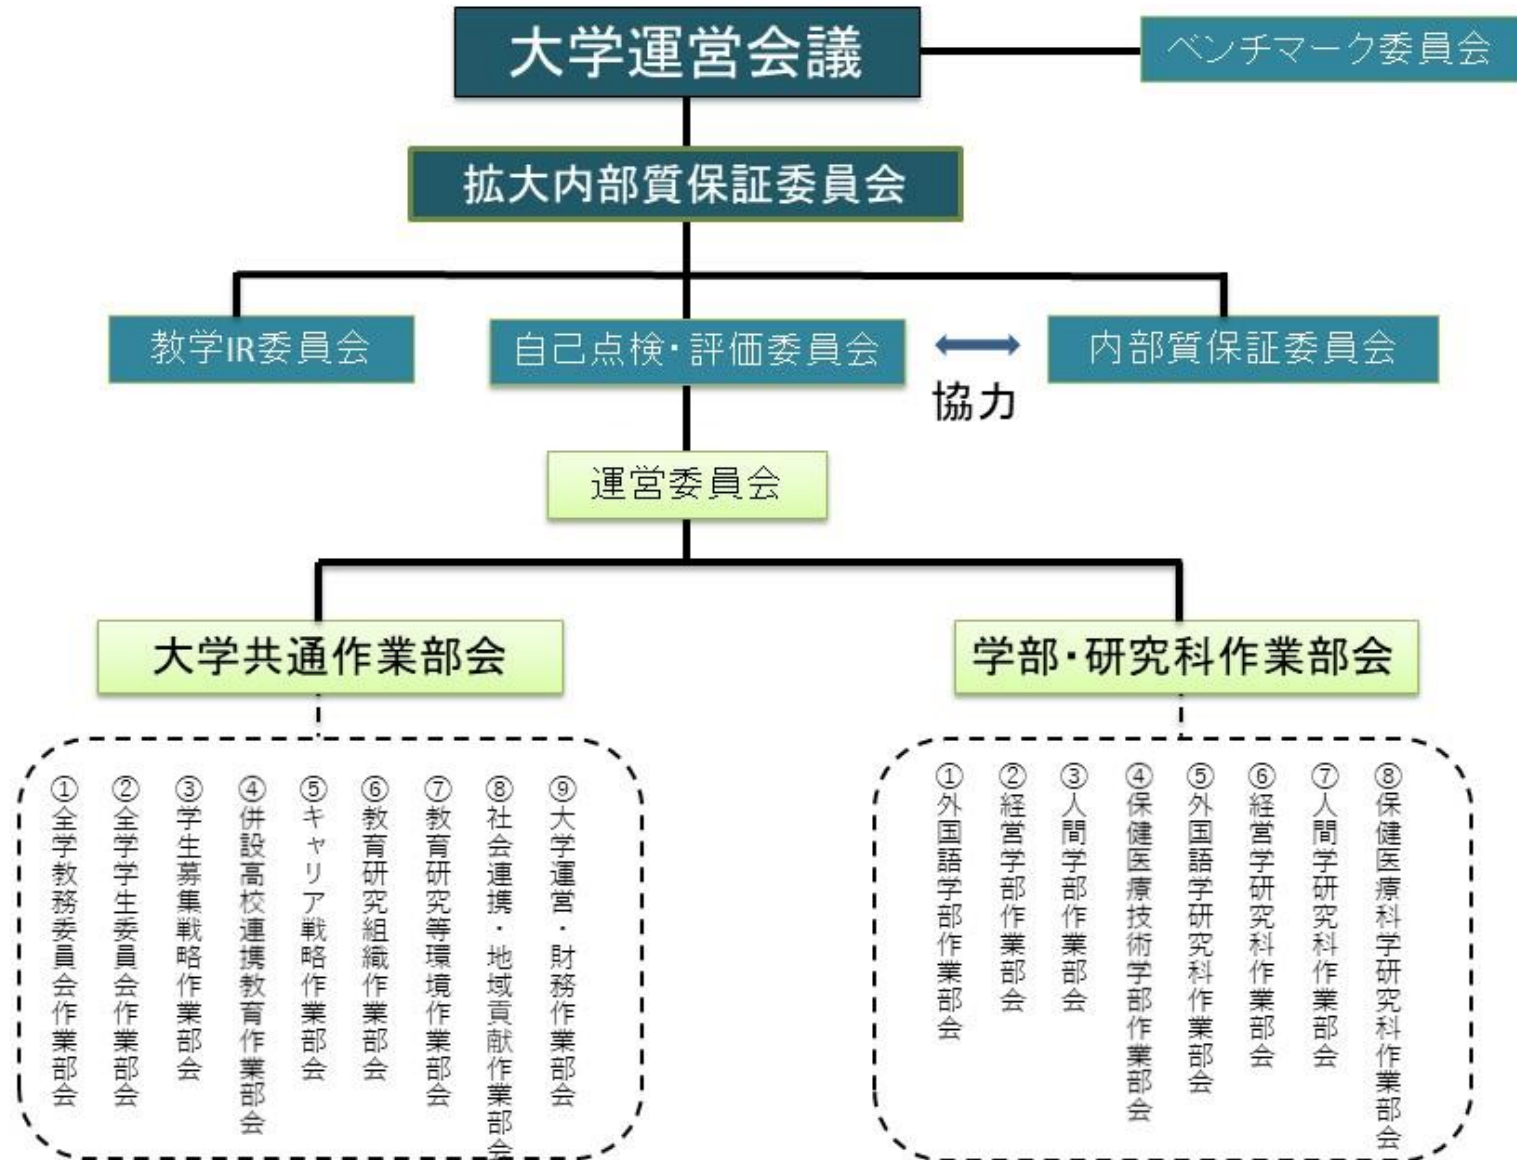 大学運営会議
ベンチマーク委員会
拡大内部質保証委員会
教学IR委員会
自己点検・評価委員会
内部質保証委員会
協力
運営委員会
大学共通作業部会
学部・研究科作業部会
①全学教務委員会作業部会
②全学学生委員会作業部会
③学生募集戦略作業部会
④併設高校連携教育作業部会
⑤キャリア戦略作業部会
⑥教育研究組織作業部会
⑦教育研究等環境作業部会
⑧社会連携・地域貢献作業部会
⑨大学運営・財務作業部会
①外国語学部作業部会
②経営学部作業部会
③人間学部作業部会
④保健医療技術学部作業部会
⑤外国語学研究科作業部会
⑥経営学研究科作業部会
⑦人間学研究科作業部会
⑧保健医療科学研究科作業部会